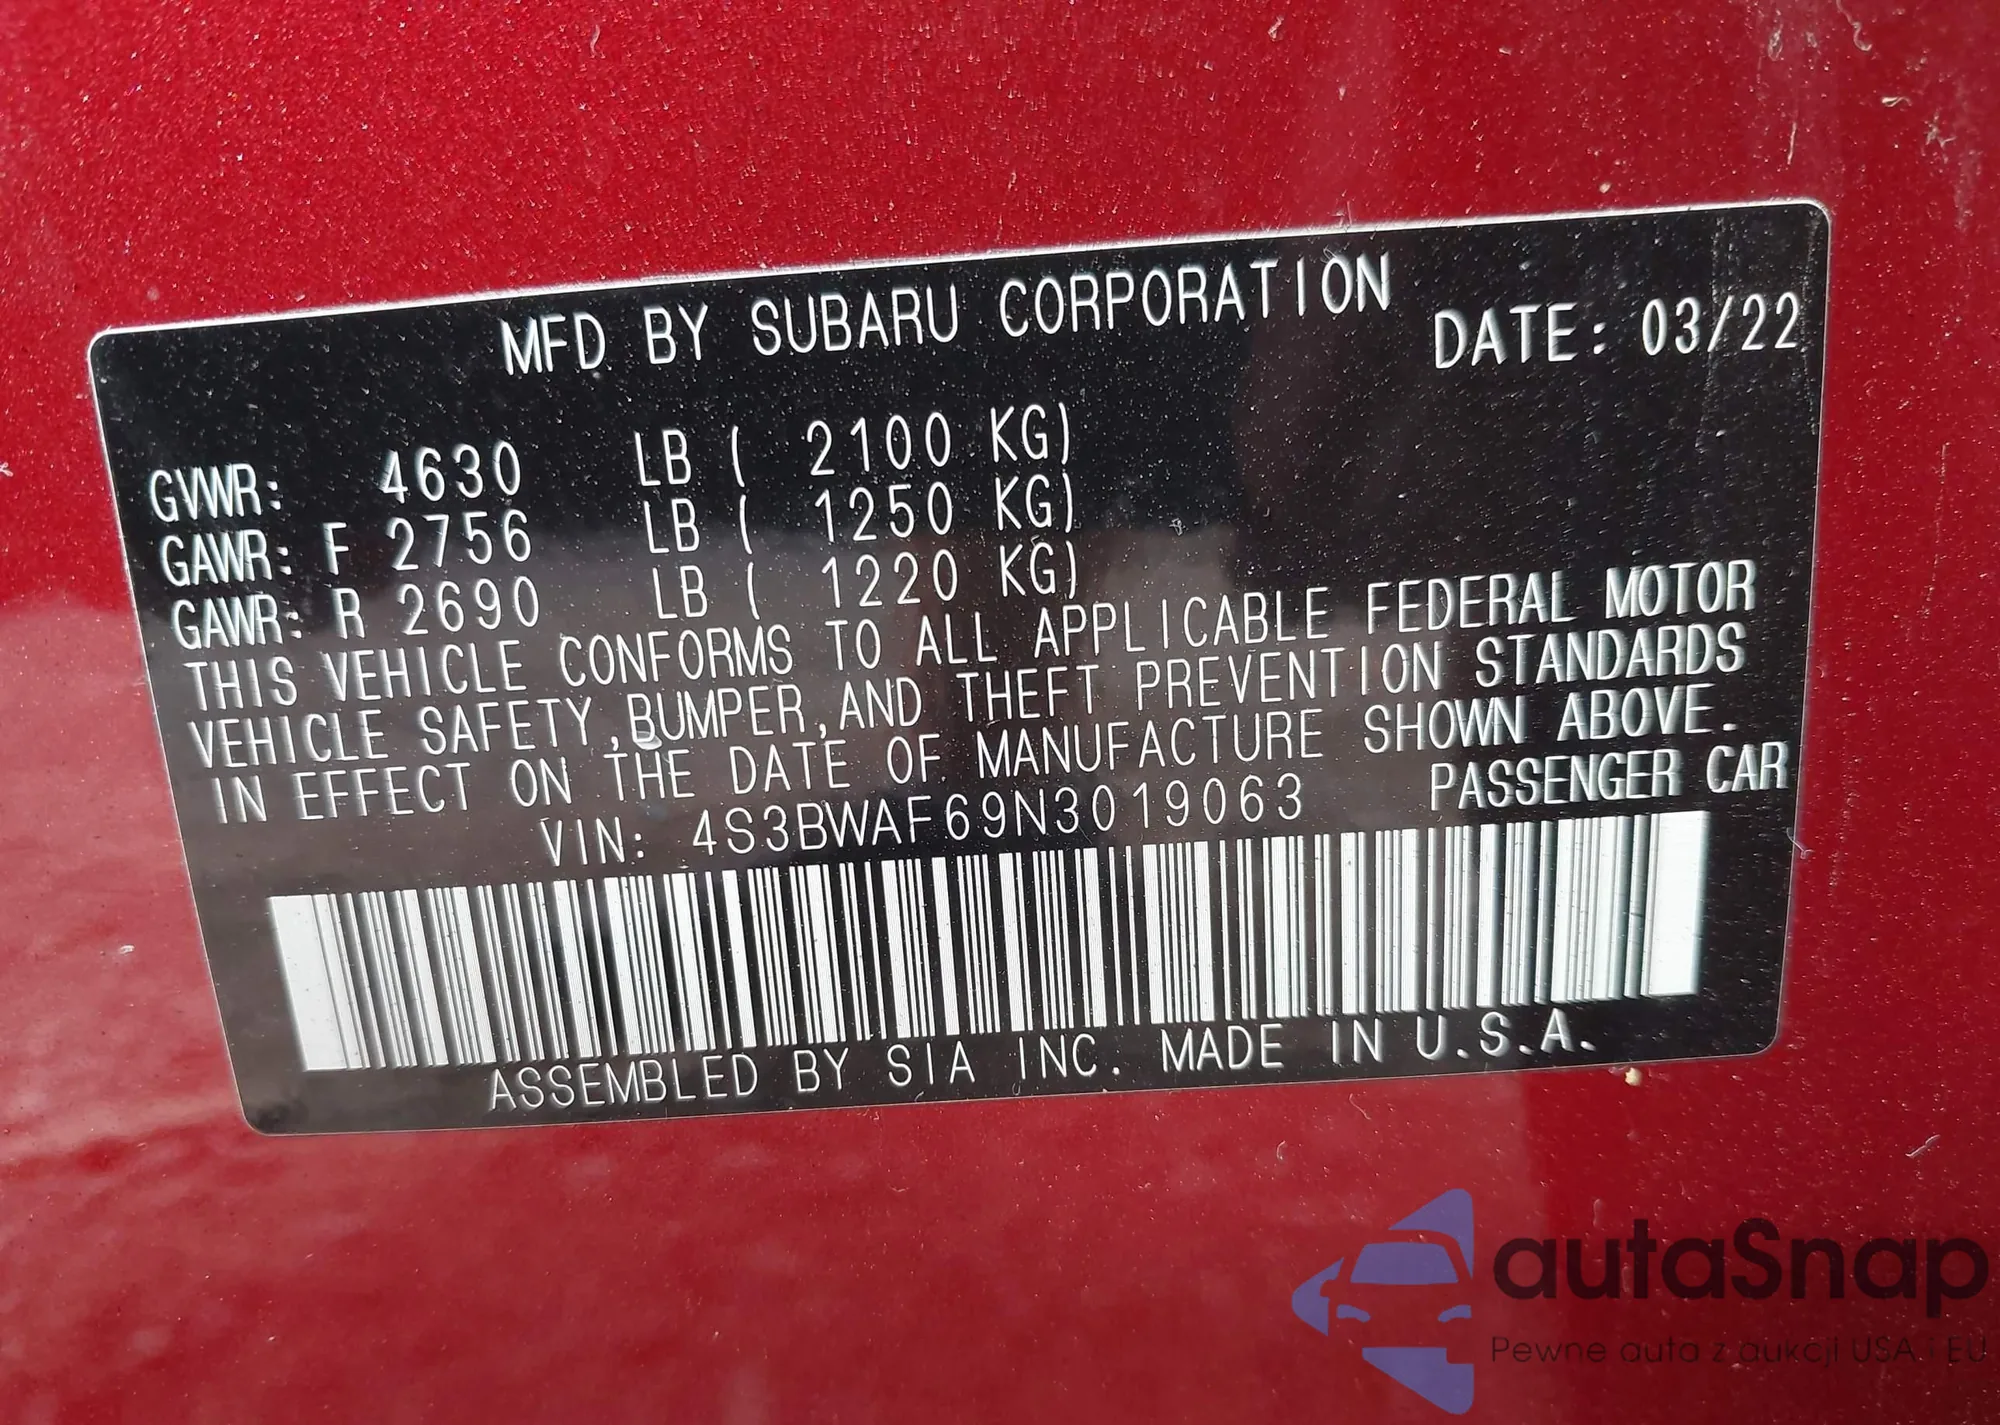 MFD BY SUBARU CORPORATION DATE: 03/22
GVWR: 4630 LB ( 2100 KG)
GAWR: F 2756 LB ( 1250 KG)
GAWR: R 2690 LB ( 1220 KG)
THIS VEHICLE CONFORMS TO ALL APPLICABLE FEDERAL MOTOR
VEHICLE SAFETY, BUMPER, AND THEFT PREVENTION STANDARDS
IN EFFECT ON THE DATE OF MANUFACTURE SHOWN ABOVE.
VIN: 4S3BWAF69N3019063 PASSENGER CAR
ASSEMBLED BY SIA INC. MADE IN U.S.A.
autaSnap
Pewne auta z aukcji USA i EU